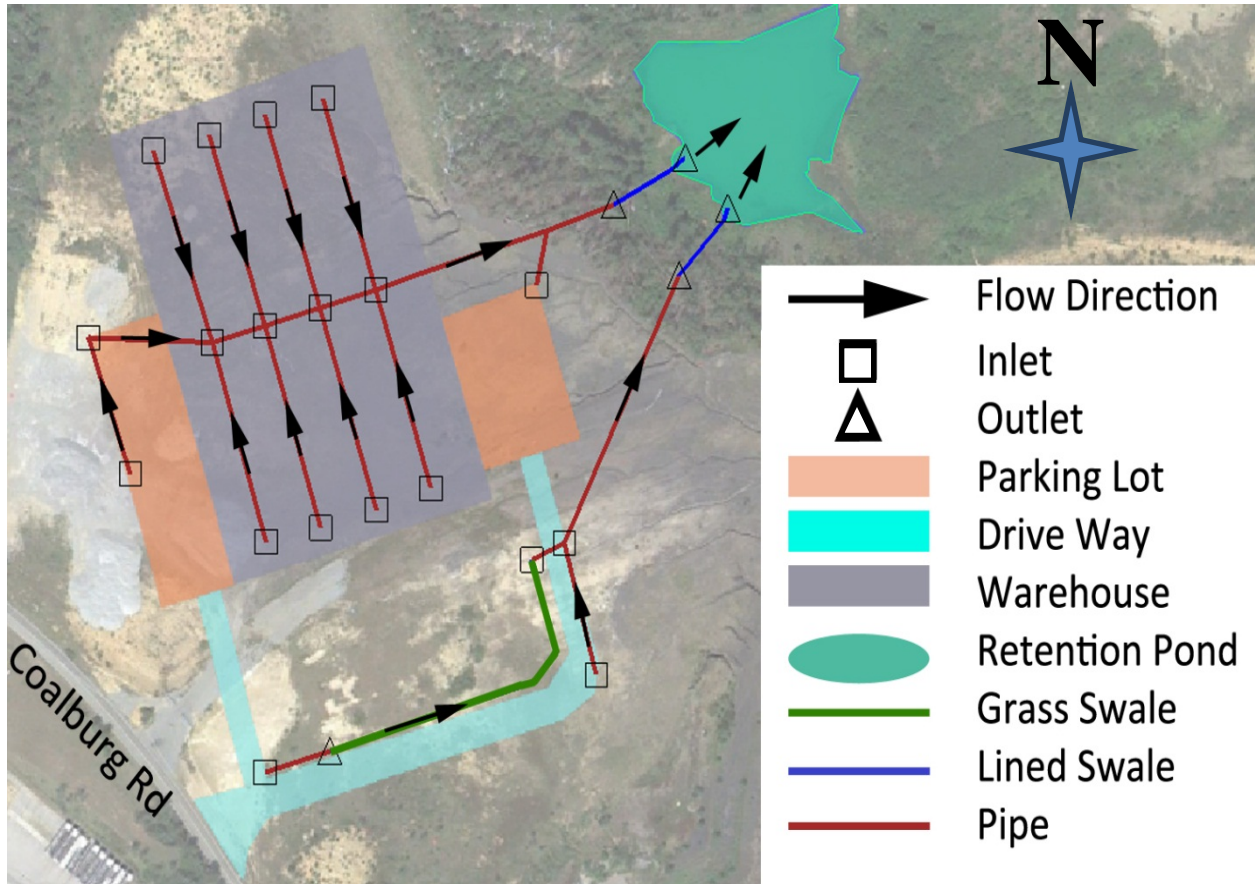 N
Flow Direction
Inlet
Outlet
Parking Lot
Drive Way
Warehouse
Retention Pond
Grass Swale
Lined Swale
Pipe
Coalburg Rd